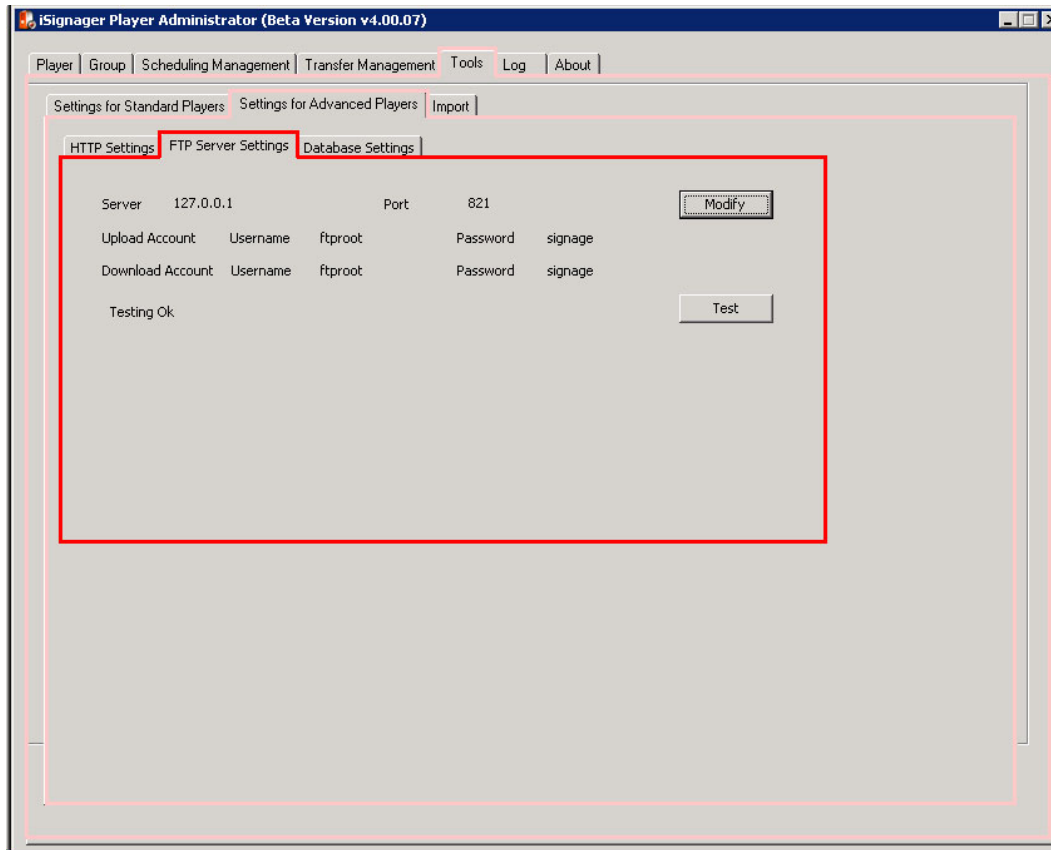 iSignager Player Administrator (Beta Version v4.00.07)
Player Group Scheduling Management Transfer Management Tools Log About
Settings for Standard Players Settings for Advanced Players Import
HTTP Settings FTP Server Settings Database Settings
Server 127.0.0.1 Port 821 Modify
Upload Account Username ftproot Password signage
Download Account Username ftproot Password signage
Testing Ok Test